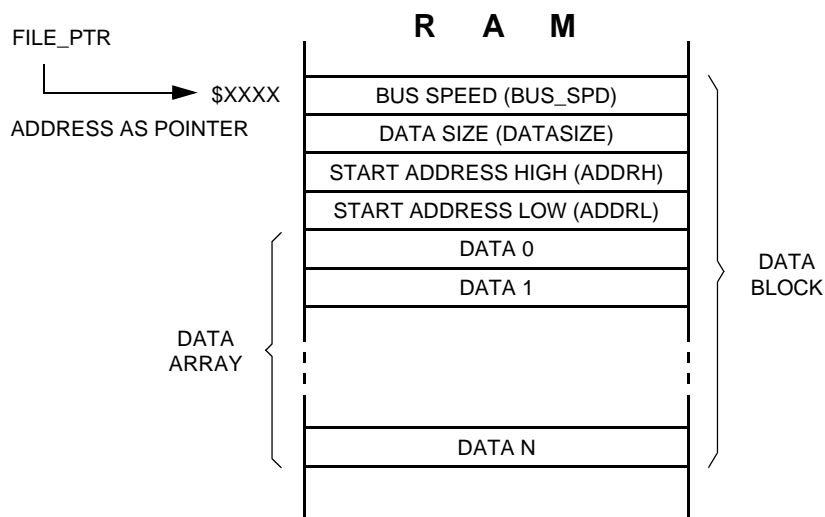 R A M
FILE_PTR
$XXXX
ADDRESS AS POINTER
BUS SPEED (BUS_SPD)
DATA SIZE (DATASIZE)
START ADDRESS HIGH (ADDRH)
START ADDRESS LOW (ADDRL)
DATA 0
DATA 1
DATA
BLOCK
DATA
ARRAY
DATA N